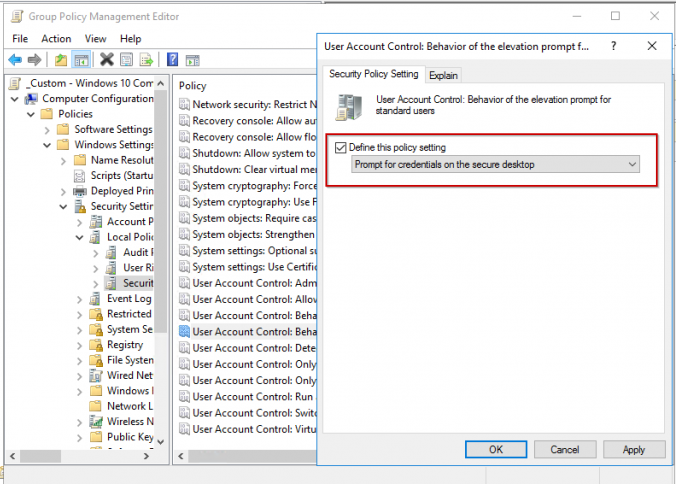 Group Policy Management Editor
File Action View Help
_Custom - Windows 10 Com
Computer Configuration
Policies
Software Settings
Windows Settings
Name Resolut
Scripts (Startu
Deployed Prin
Security Settin
Account P
Local Polic
Audit P
User Ri
Securit
Event Log
Restricted
System Se
Registry
File System
Wired Netw
Windows F
Network L
Wireless N
Public Key
Policy
Network security: Restrict N
Recovery console: Allow aut
Recovery console: Allow flo
Shutdown: Allow system to
Shutdown: Clear virtual mem
System cryptography: Force
System cryptography: Use F
System objects: Require cas
System objects: Strengthen
System settings: Optional su
System settings: Use Certific
User Account Control: Adm
User Account Control: Allow
User Account Control: Beha
User Account Control: Beha
User Account Control: Dete
User Account Control: Only
User Account Control: Only
User Account Control: Run a
User Account Control: Switc
User Account Control: Virtu
User Account Control: Behavior of the elevation prompt f... ?
Security Policy Setting Explain
User Account Control: Behavior of the elevation prompt for
standard users
Define this policy setting
Prompt for credentials on the secure desktop
OK Cancel Apply